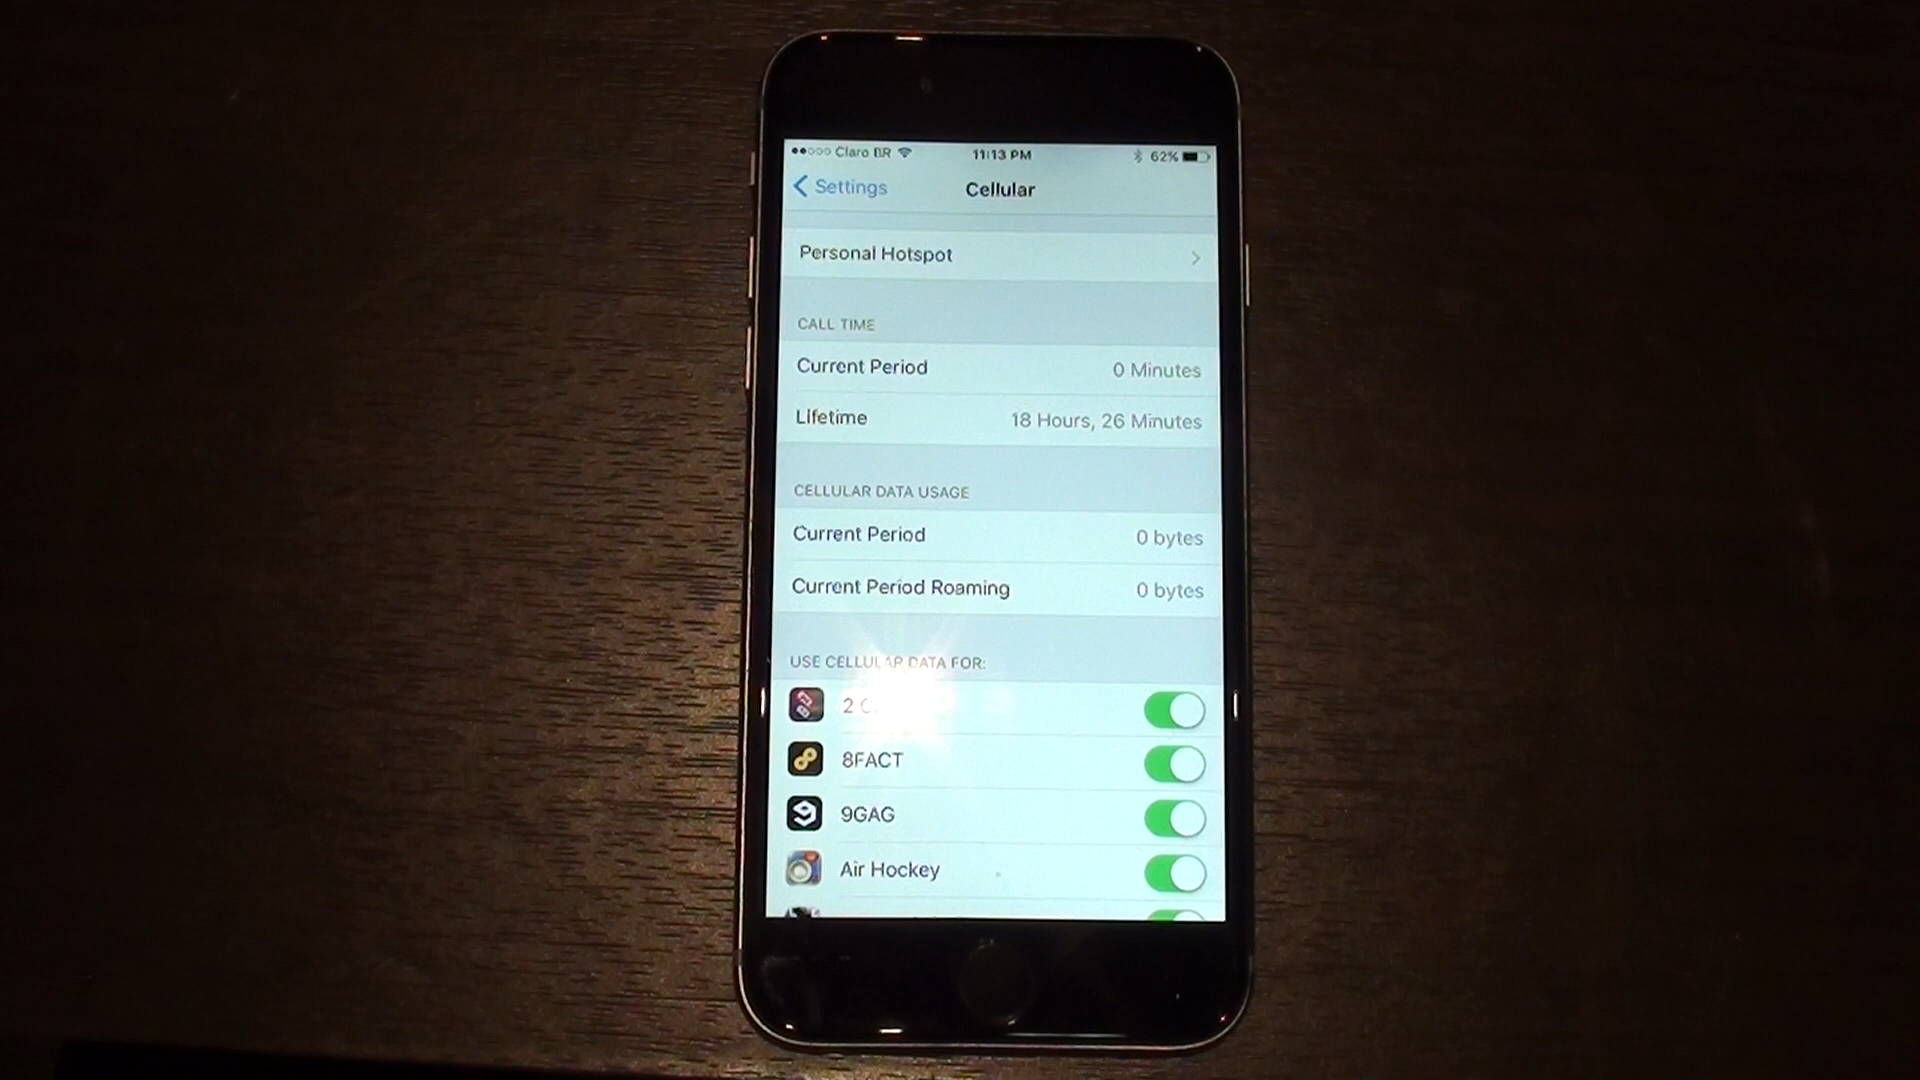 Claro BR 11:13 PM 62%
Settings Cellular
Personal Hotspot
CALL TIME
Current Period 0 Minutes
Lifetime 18 Hours, 26 Minutes
CELLULAR DATA USAGE
Current Period 0 bytes
Current Period Roaming 0 bytes
USE CELLULAR DATA FOR:
2
8FACT
9GAG
Air Hockey